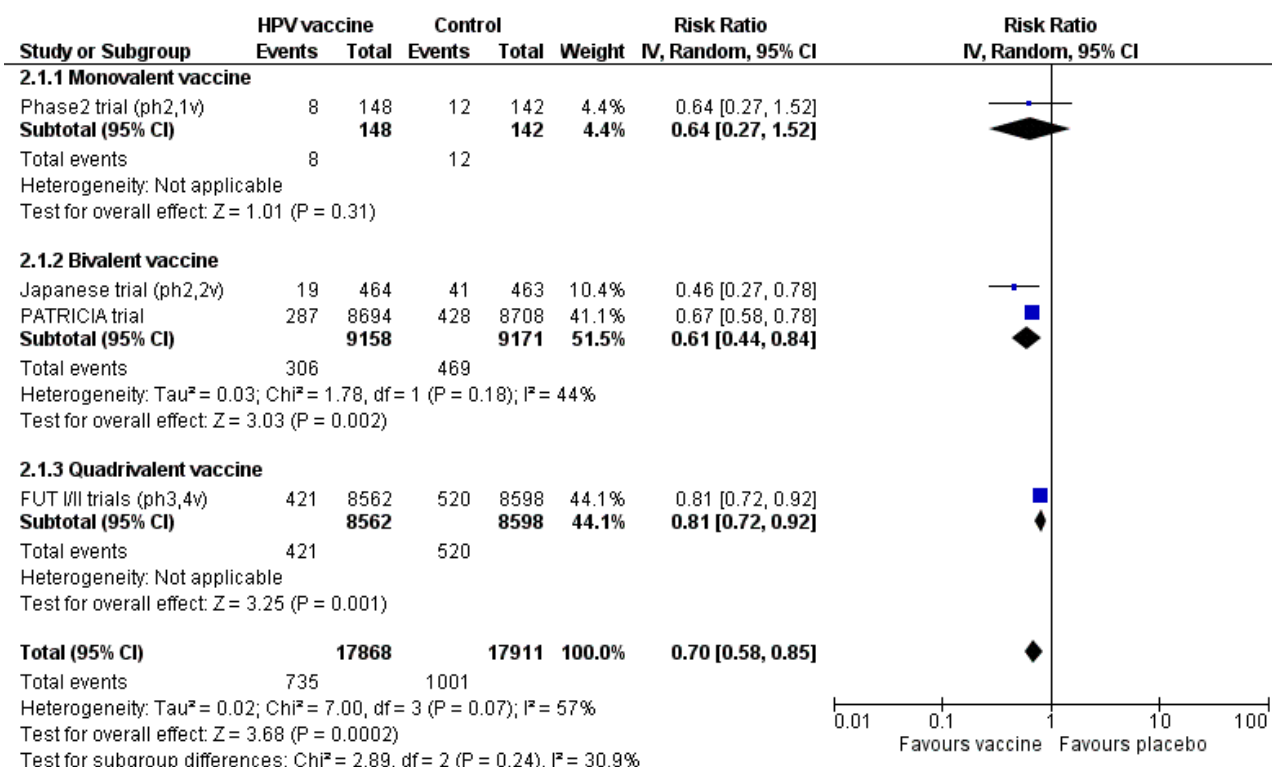 HPV vaccine Control Risk Ratio Risk Ratio
Study or Subgroup Events Total Events Total Weight IV, Random, 95% CI IV, Random, 95% CI
2.1.1 Monovalent vaccine
Phase2 trial (ph2,1v) 8 148 12 142 4.4% 0.64 [0.27, 1.52]
Subtotal (95% CI) 148 142 4.4% 0.64 [0.27, 1.52]
Total events 8 12
Heterogeneity: Not applicable
Test for overall effect: Z = 1.01 (P = 0.31)
2.1.2 Bivalent vaccine
Japanese trial (ph2,2v) 19 464 41 463 10.4% 0.46 [0.27, 0.78]
PATRICIA trial 287 8694 428 8708 41.1% 0.67 [0.58, 0.78]
Subtotal (95% CI) 9158 9171 51.5% 0.61 [0.44, 0.84]
Total events 306 469
Heterogeneity: Tau² = 0.03; Chi² = 1.78, df = 1 (P = 0.18); I² = 44%
Test for overall effect: Z = 3.03 (P = 0.002)
2.1.3 Quadrivalent vaccine
FUT I/II trials (ph3,4v) 421 8562 520 8598 44.1% 0.81 [0.72, 0.92]
Subtotal (95% CI) 8562 8598 44.1% 0.81 [0.72, 0.92]
Total events 421 520
Heterogeneity: Not applicable
Test for overall effect: Z = 3.25 (P = 0.001)
Total (95% CI) 17868 17911 100.0% 0.70 [0.58, 0.85]
Total events 735 1001
Heterogeneity: Tau² = 0.02; Chi² = 7.00, df = 3 (P = 0.07); I² = 57%
Test for overall effect: Z = 3.68 (P = 0.0002)
Test for subgroup differences: Chi² = 2.89, df = 2 (P = 0.24), I² = 30.9%
0.01 0.1 1 10 100
Favours vaccine Favours placebo